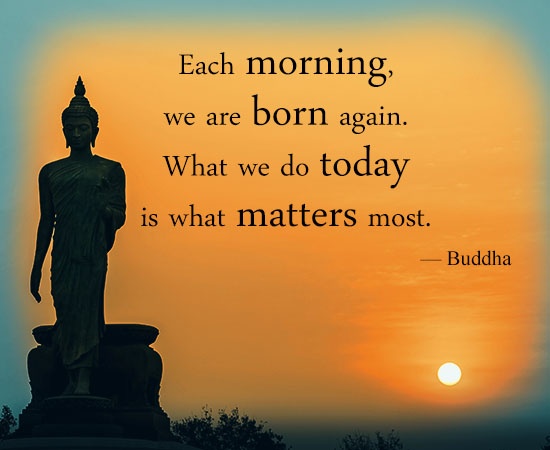 Each morning,
we are born again.
What we do today
is what matters most.
— Buddha